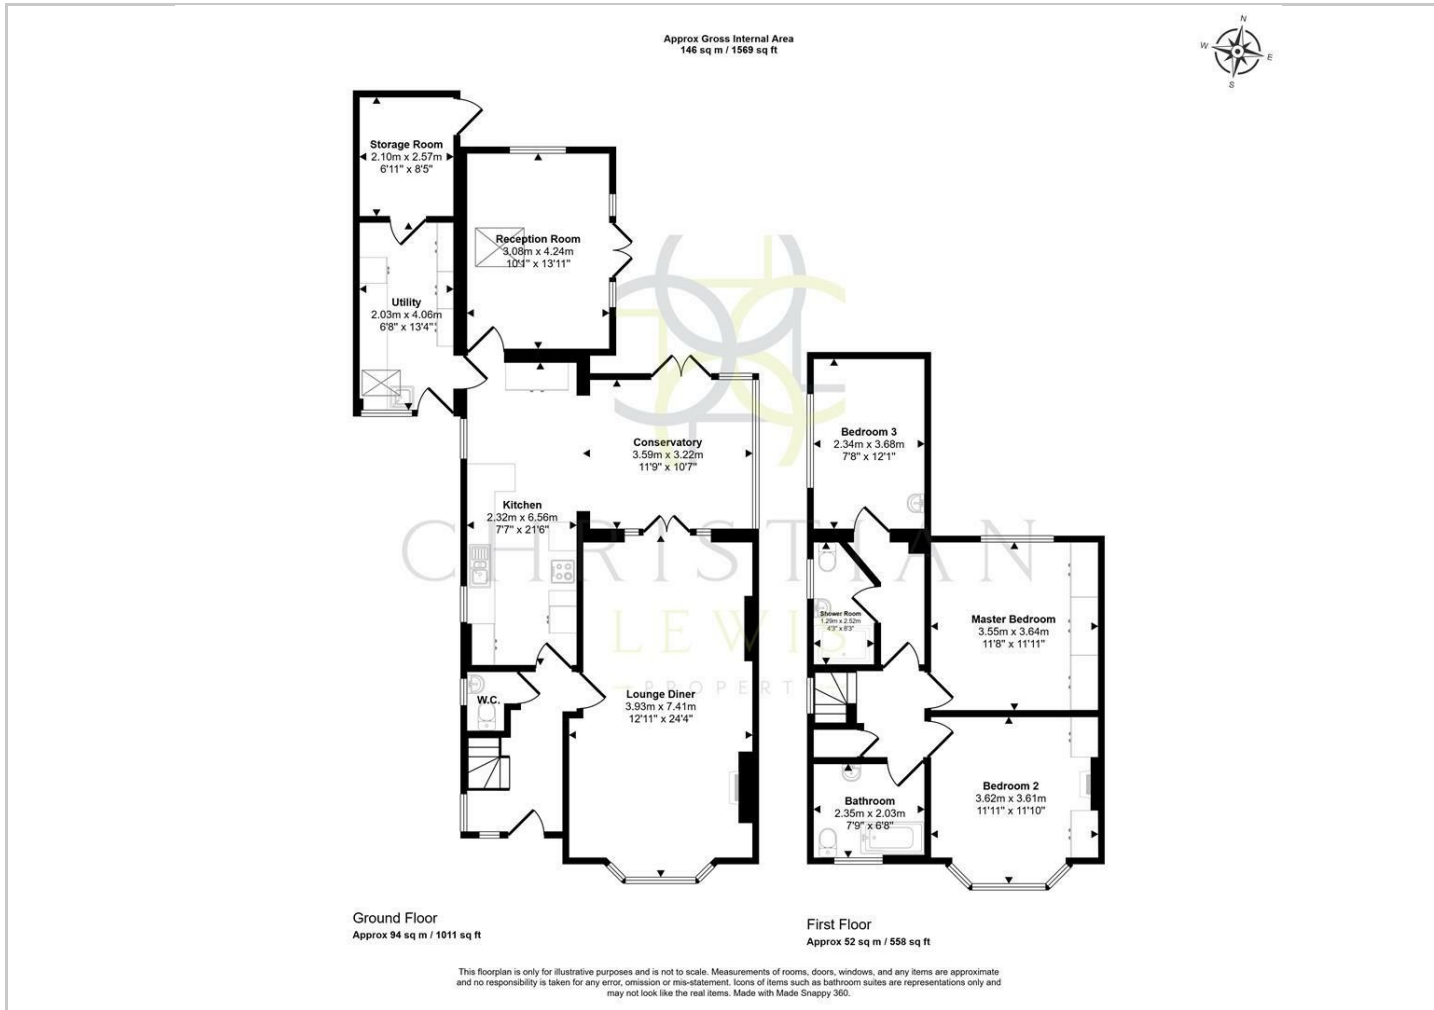 Approx Gross Internal Area
146 sq m / 1569 sq ft
N
W
E
S
Storage Room
2.10m x 2.57m
6'11" x 8'5"
Reception Room
3.08m x 4.24m
10'1" x 13'11"
Utility
2.03m x 4.06m
6'8" x 13'4"
Conservatory
3.59m x 3.22m
11'9" x 10'7"
Kitchen
2.32m x 6.56m
7'7" x 21'6"
W.C.
Lounge Diner
3.93m x 7.41m
12'11" x 24'4"
Bedroom 3
2.34m x 3.68m
7'8" x 12'1"
Shower Room
1.29m x 2.52m
4'3" x 8'3"
Master Bedroom
3.55m x 3.64m
11'8" x 11'11"
Bathroom
2.35m x 2.03m
7'9" x 6'8"
Bedroom 2
3.62m x 3.61m
11'11" x 11'10"
CHRISTIAN
LEWIS
PROPERTY
Ground Floor
Approx 94 sq m / 1011 sq ft
First Floor
Approx 52 sq m / 558 sq ft
This floorplan is only for illustrative purposes and is not to scale. Measurements of rooms, doors, windows, and any items are approximate
and no responsibility is taken for any error, omission or mis-statement. Icons of items such as bathroom suites are representations only and
may not look like the real items. Made with Made Snappy 360.